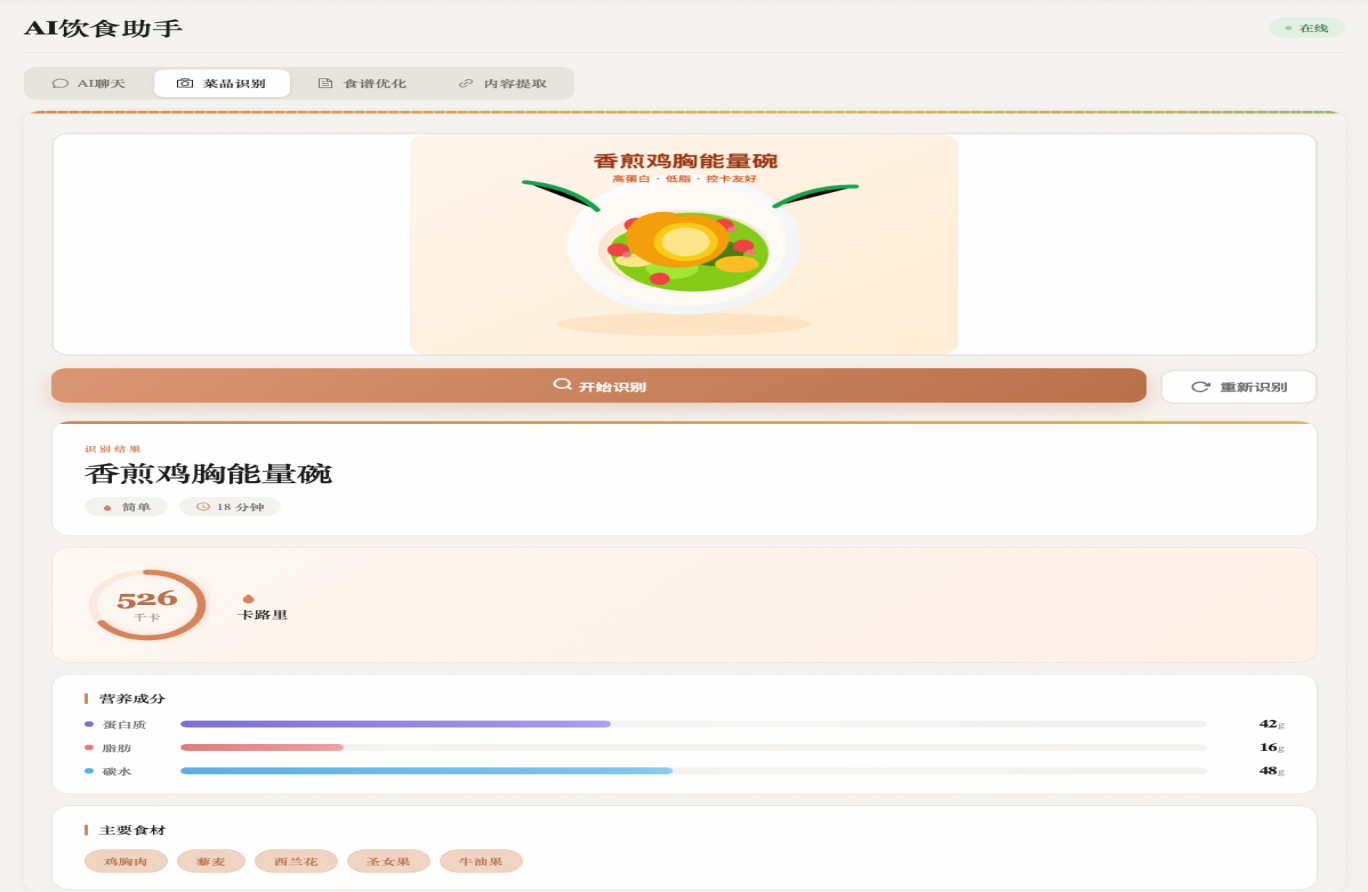 AI饮食助手
在线
AI聊天 菜品识别 食谱优化 内容提取
香煎鸡胸能量碗
高蛋白 · 低脂 · 控卡友好
开始识别 重新识别
识别结果
香煎鸡胸能量碗
简单 18 分钟
526
千卡
卡路里
营养成分
蛋白质 42g
脂肪 16g
碳水 48g
主要食材
鸡胸肉 藜麦 西兰花 圣女果 牛油果